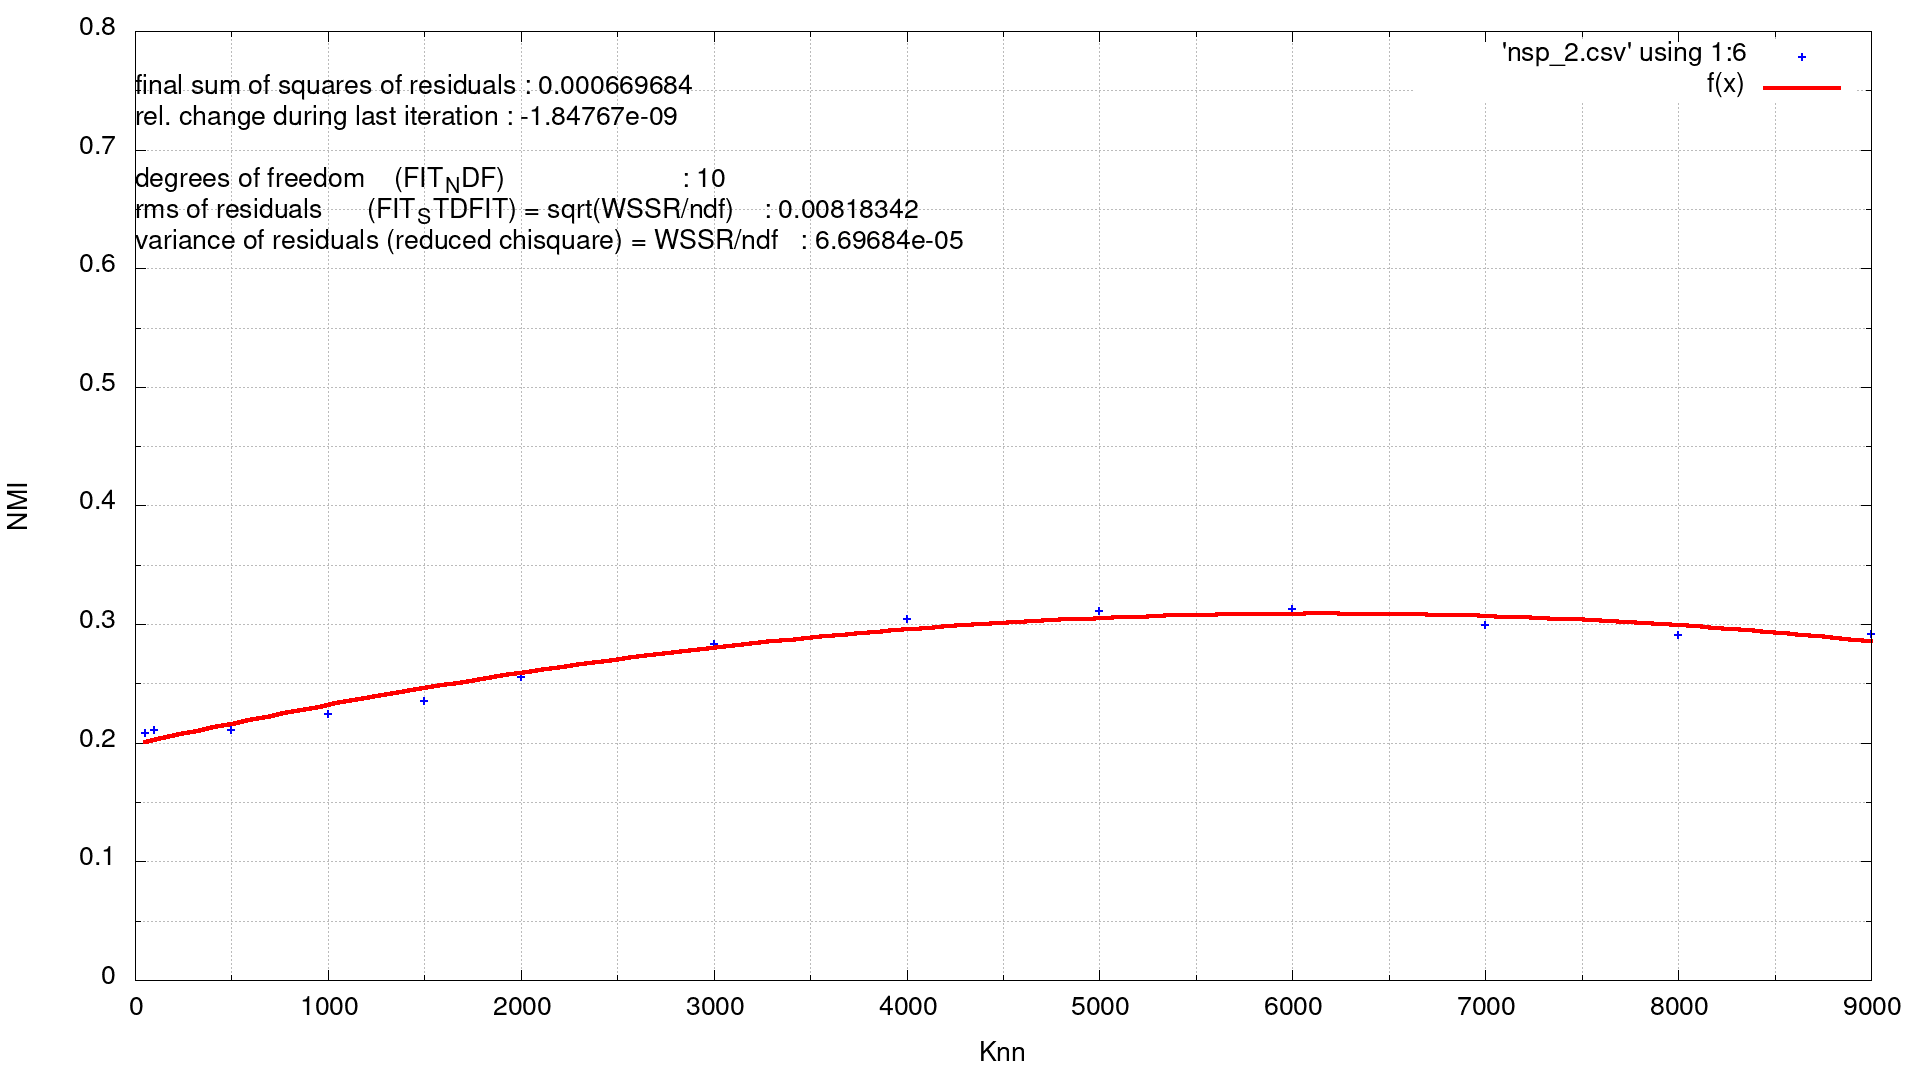 0.8
'nsp_2.csv' using 1:6
f(x)
final sum of squares of residuals : 0.000669684
rel. change during last iteration : -1.84767e-09
0.7
degrees of freedom    (FIT_NDF)                        : 10
rms of residuals      (FIT_STDFIT) = sqrt(WSSR/ndf)    : 0.00818342
variance of residuals (reduced chisquare) = WSSR/ndf   : 6.69684e-05
0.6
0.5
0.4
NMI
0.3
0.2
0.1
0
0 1000 2000 3000 4000 5000 6000 7000 8000 9000
Knn